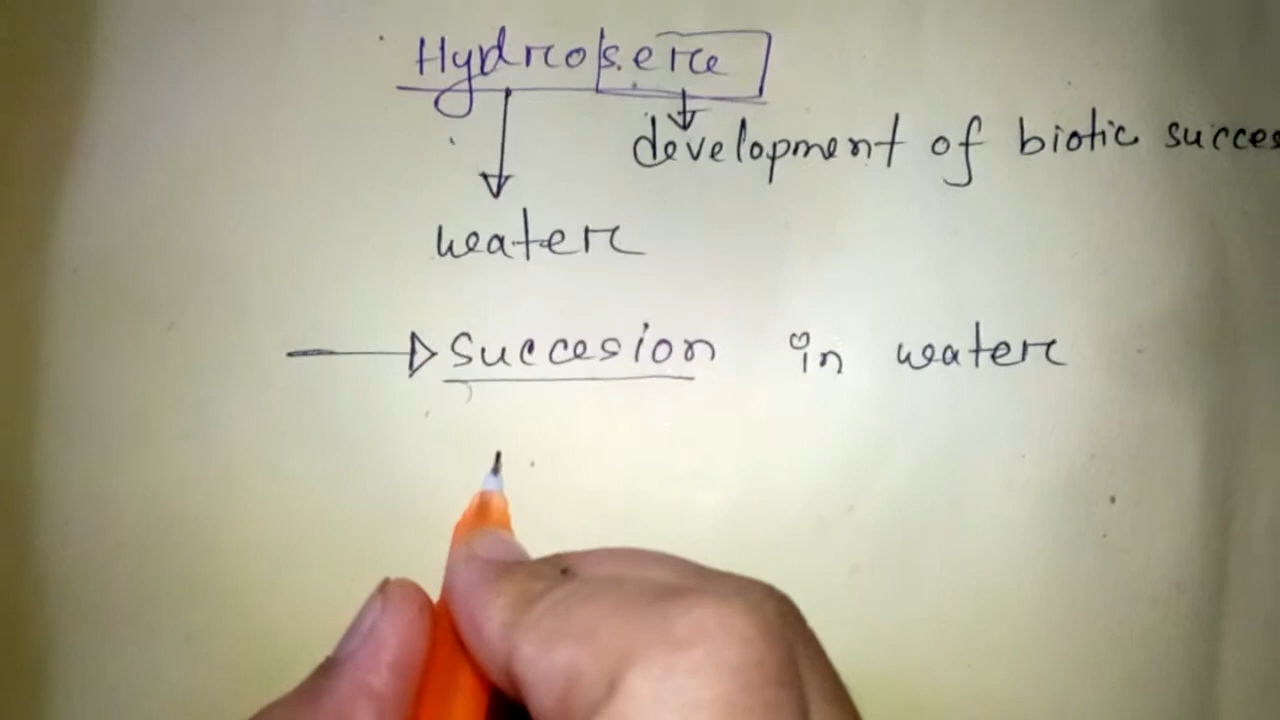 Hydrosere
development of biotic succes
water
Succesion in water